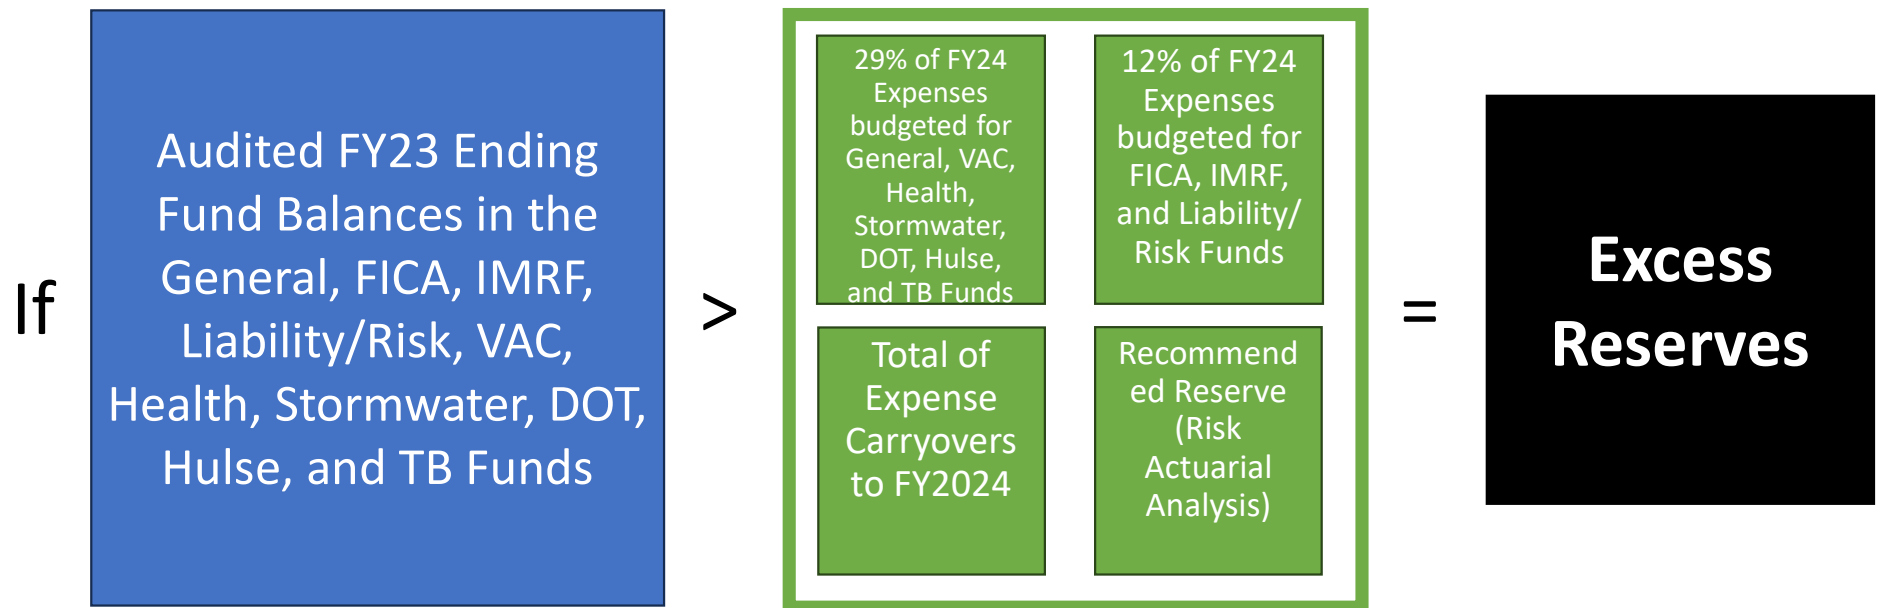 If
Audited FY23 Ending
Fund Balances in the
General, FICA, IMRF,
Liability/Risk, VAC,
Health, Stormwater, DOT,
Hulse, and TB Funds
>
29% of FY24
Expenses
budgeted for
General, VAC,
Health,
Stormwater,
DOT, Hulse,
and TB Funds
12% of FY24
Expenses
budgeted for
FICA, IMRF,
and Liability/
Risk Funds
Total of
Expense
Carryovers
to FY2024
Recommend
ed Reserve
(Risk
Actuarial
Analysis)
=
Excess
Reserves